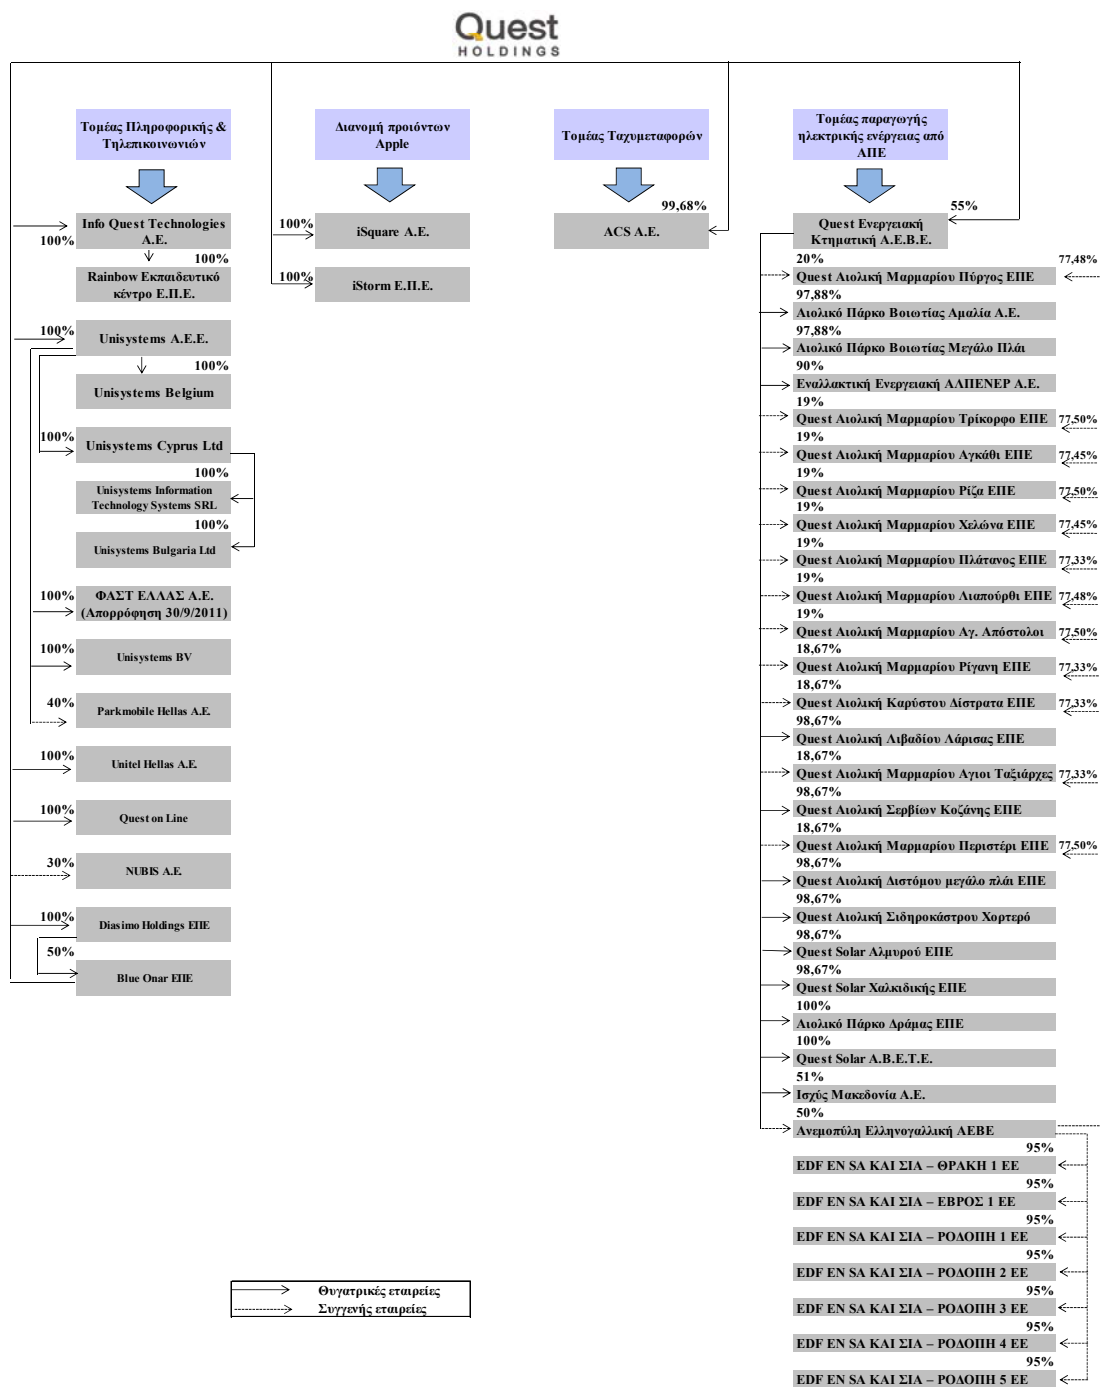 Quest
HOLDINGS
Τομέας Πληροφορικής &
Τηλεπικοινωνιών
Διανομή προιόντων
Apple
Τομέας Ταχυμεταφορών
Τομέας παραγωγής
ηλεκτρικής ενέργειας από
ΑΠΕ
100%
Info Quest Technologies
Α.Ε.
100%
Rainbow Εκπαιδευτικό
κέντρο Ε.Π.Ε.
100%
Unisystems Α.Ε.Ε.
100%
Unisystems Belgium
100%
Unisystems Cyprus Ltd
100%
Unisystems Information
Technology Systems SRL
100%
Unisystems Bulgaria Ltd
100%
ΦΑΣΤ ΕΛΛΑΣ Α.Ε.
(Απορρόφηση 30/9/2011)
100%
Unisystems BV
40%
Parkmobile Hellas Α.Ε.
100%
Unitel Hellas Α.Ε.
100%
Quest on Line
30%
NUBIS Α.Ε.
100%
Diasimo Holdings ΕΠΕ
50%
Blue Onar ΕΠΕ
100%
iSquare Α.Ε.
100%
iStorm Ε.Π.Ε.
99,68%
ACS Α.Ε.
55%
Quest Ενεργειακή
Κτηματική Α.Ε.Β.Ε.
20%
77,48%
Quest Αιολική Μαρμαρίου Πύργος ΕΠΕ
97,88%
Αιολικό Πάρκο Βοιωτίας Αμαλία Α.Ε.
97,88%
Αιολικό Πάρκο Βοιωτίας Μεγάλο Πλάι
90%
Εναλλακτική Ενεργειακή ΑΛΠΕΝΕΡ Α.Ε.
19%
Quest Αιολική Μαρμαρίου Τρίκορφο ΕΠΕ 77,50%
19%
Quest Αιολική Μαρμαρίου Αγκάθι ΕΠΕ 77,45%
19%
Quest Αιολική Μαρμαρίου Ρίζα ΕΠΕ 77,50%
19%
Quest Αιολική Μαρμαρίου Χελώνα ΕΠΕ 77,45%
19%
Quest Αιολική Μαρμαρίου Πλάτανος ΕΠΕ 77,33%
19%
Quest Αιολική Μαρμαρίου Λιαπούρθι ΕΠΕ 77,48%
19%
Quest Αιολική Μαρμαρίου Αγ. Απόστολοι 77,50%
18,67%
Quest Αιολική Μαρμαρίου Ρίγανη ΕΠΕ 77,33%
18,67%
Quest Αιολική Καρύστου Δίστρατα ΕΠΕ 77,33%
98,67%
Quest Αιολική Λιβαδίου Λάρισας ΕΠΕ
18,67%
Quest Αιολική Μαρμαρίου Αγιοι Ταξιάρχες 77,33%
98,67%
Quest Αιολική Σερβίων Κοζάνης ΕΠΕ
18,67%
Quest Αιολική Μαρμαρίου Περιστέρι ΕΠΕ 77,50%
98,67%
Quest Αιολική Διστόμου μεγάλο πλάι ΕΠΕ
98,67%
Quest Αιολική Σιδηροκάστρου Χορτερό
98,67%
Quest Solar Αλμυρού ΕΠΕ
98,67%
Quest Solar Χαλκιδικής ΕΠΕ
100%
Αιολικό Πάρκο Δράμας ΕΠΕ
100%
Quest Solar Α.Β.Ε.Τ.Ε.
51%
Ισχύς Μακεδονία Α.Ε.
50%
Ανεμοπύλη Ελληνογαλλική ΑΕΒΕ
95%
EDF EN SA ΚΑΙ ΣΙΑ – ΘΡΑΚΗ 1 ΕΕ
95%
EDF EN SA ΚΑΙ ΣΙΑ – ΕΒΡΟΣ 1 ΕΕ
95%
EDF EN SA ΚΑΙ ΣΙΑ – ΡΟΔΟΠΗ 1 ΕΕ
95%
EDF EN SA ΚΑΙ ΣΙΑ – ΡΟΔΟΠΗ 2 ΕΕ
95%
EDF EN SA ΚΑΙ ΣΙΑ – ΡΟΔΟΠΗ 3 ΕΕ
95%
EDF EN SA ΚΑΙ ΣΙΑ – ΡΟΔΟΠΗ 4 ΕΕ
95%
EDF EN SA ΚΑΙ ΣΙΑ – ΡΟΔΟΠΗ 5 ΕΕ
Θυγατρικές εταιρείες
Συγγενής εταιρείες